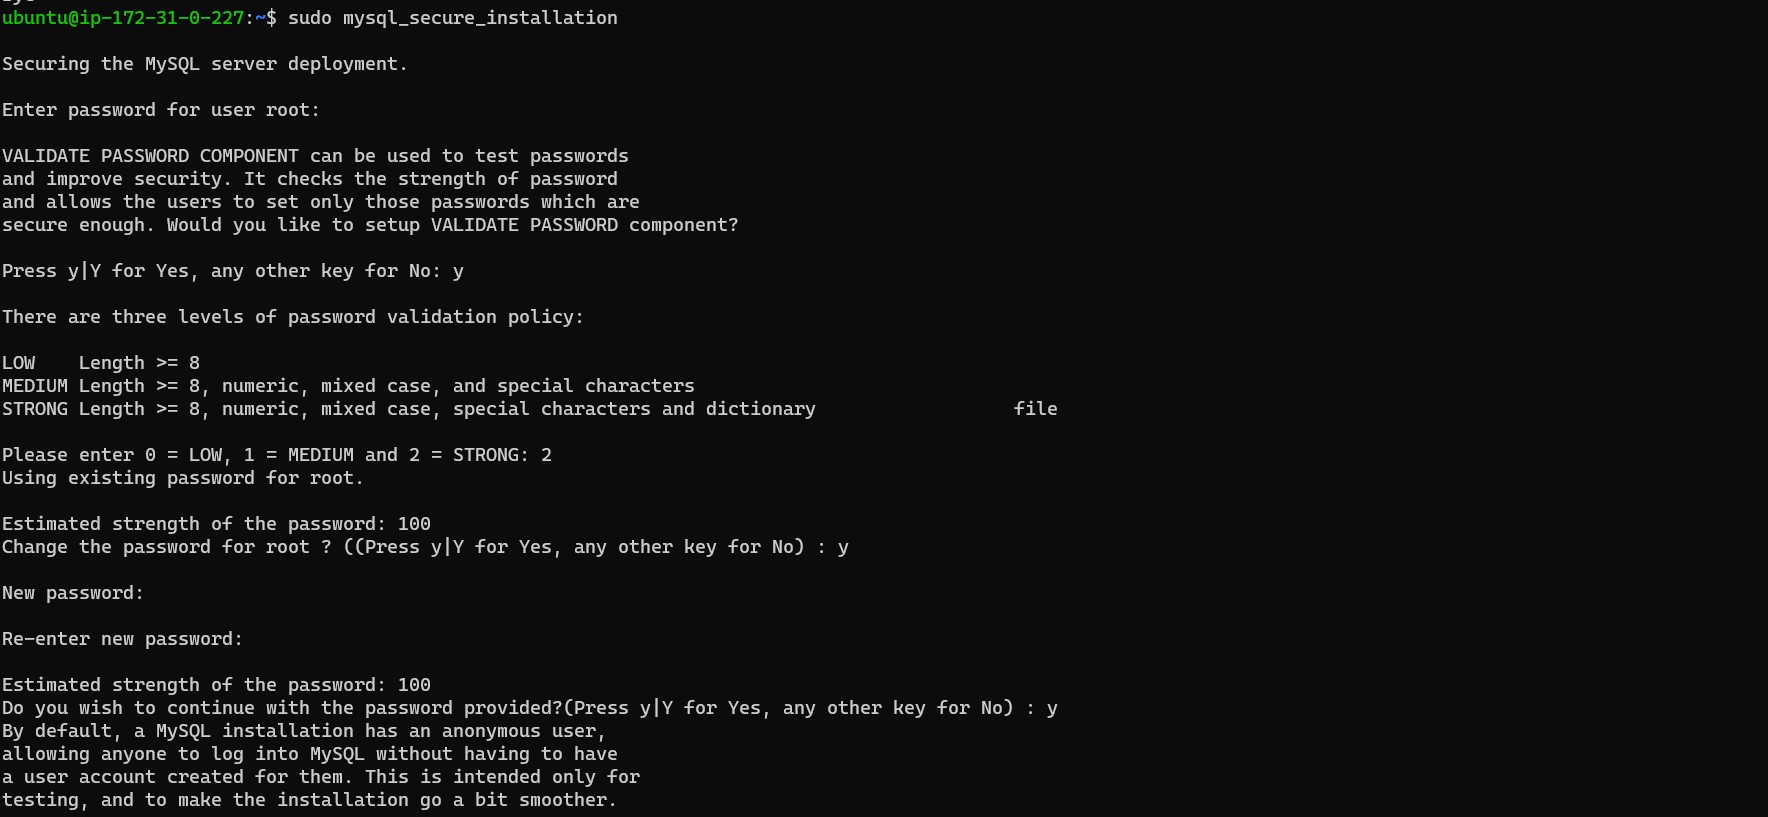 ubuntu@ip-172-31-0-227:~$ sudo mysql_secure_installation
Securing the MySQL server deployment.
Enter password for user root:
VALIDATE PASSWORD COMPONENT can be used to test passwords
and improve security. It checks the strength of password
and allows the users to set only those passwords which are
secure enough. Would you like to setup VALIDATE PASSWORD component?
Press y|Y for Yes, any other key for No: y
There are three levels of password validation policy:
LOW    Length >= 8
MEDIUM Length >= 8, numeric, mixed case, and special characters
STRONG Length >= 8, numeric, mixed case, special characters and dictionary                  file
Please enter 0 = LOW, 1 = MEDIUM and 2 = STRONG: 2
Using existing password for root.
Estimated strength of the password: 100
Change the password for root ? ((Press y|Y for Yes, any other key for No) : y
New password:
Re-enter new password:
Estimated strength of the password: 100
Do you wish to continue with the password provided?(Press y|Y for Yes, any other key for No) : y
By default, a MySQL installation has an anonymous user,
allowing anyone to log into MySQL without having to have
a user account created for them. This is intended only for
testing, and to make the installation go a bit smoother.